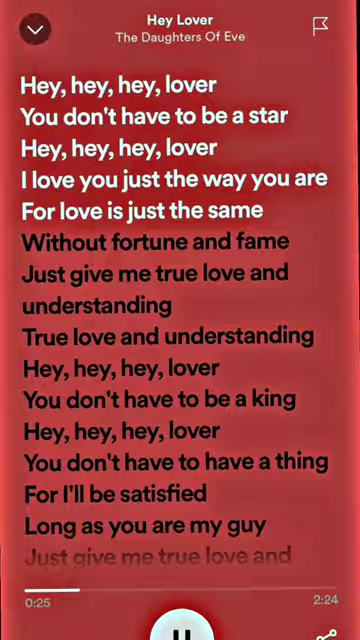 Hey Lover
The Daughters Of Eve
Hey, hey, hey, lover
You don't have to be a star
Hey, hey, hey, lover
I love you just the way you are
For love is just the same
Without fortune and fame
Just give me true love and
understanding
True love and understanding
Hey, hey, hey, lover
You don't have to be a king
Hey, hey, hey, lover
You don't have to have a thing
For I'll be satisfied
Long as you are my guy
Just give me true love and
0:25
2:24